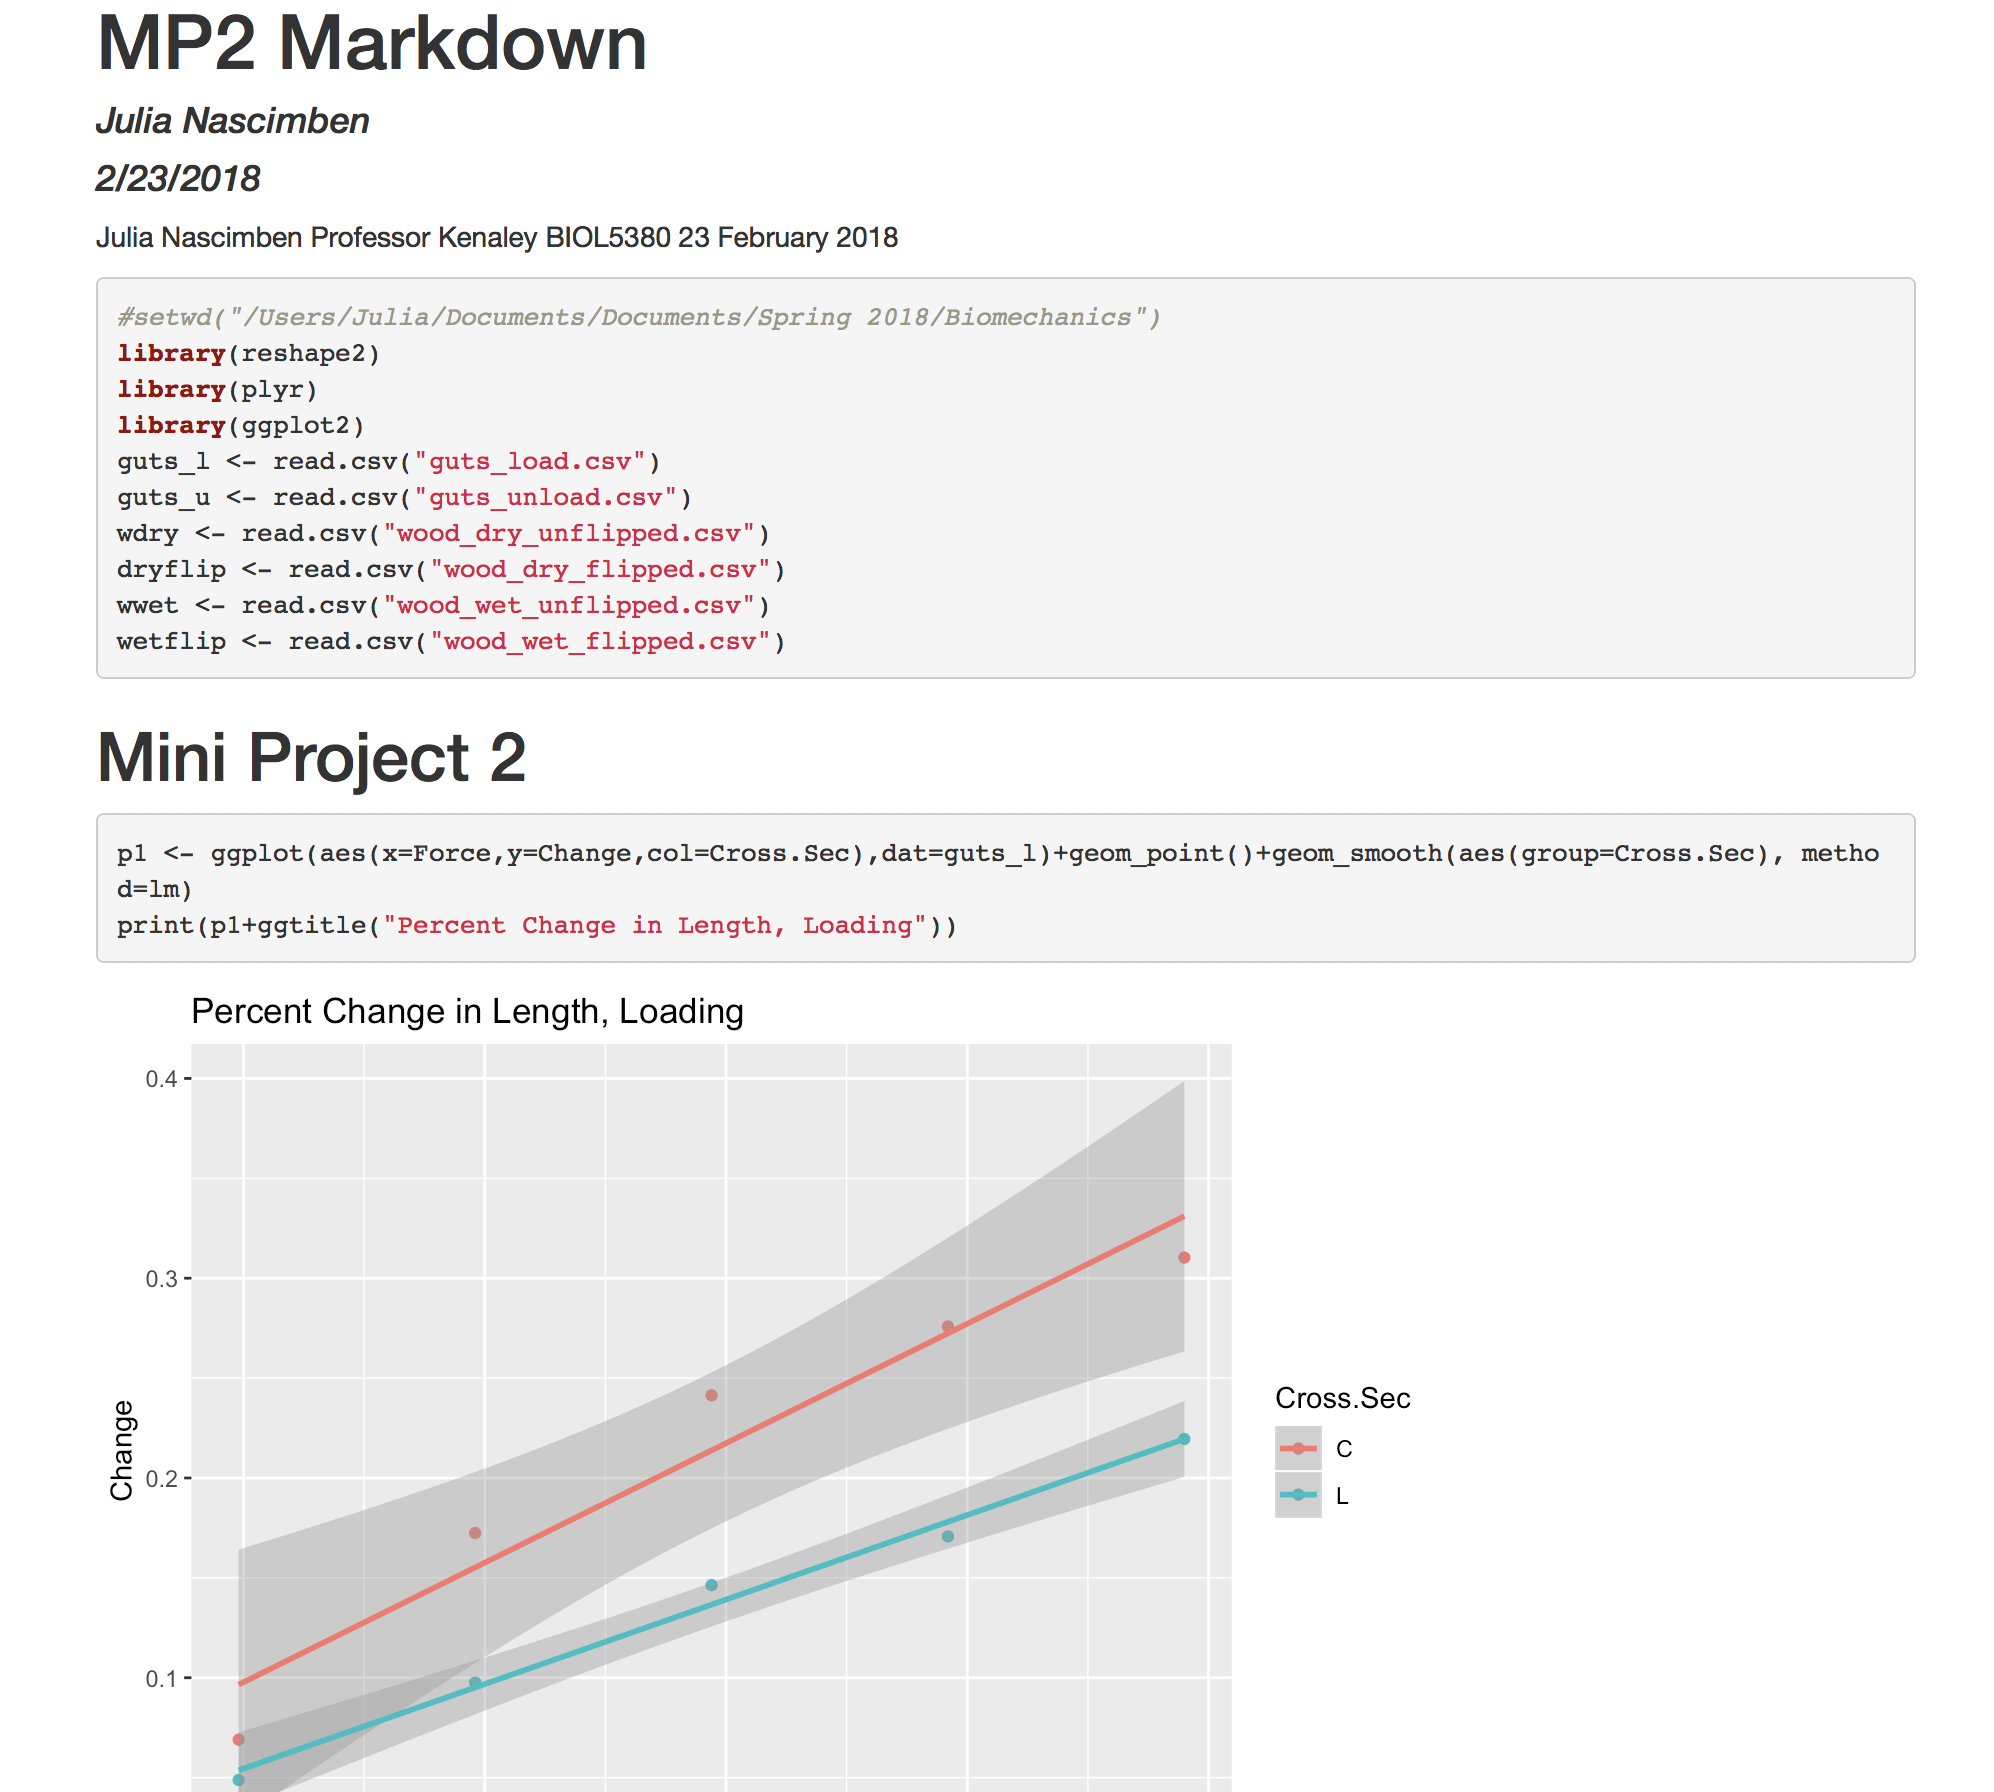 MP2 Markdown
Julia Nascimben
2/23/2018
Julia Nascimben Professor Kenaley BIOL5380 23 February 2018
#setwd("/Users/Julia/Documents/Documents/Spring 2018/Biomechanics")
library(reshape2)
library(plyr)
library(ggplot2)
guts_l <- read.csv("guts_load.csv")
guts_u <- read.csv("guts_unload.csv")
wdry <- read.csv("wood_dry_unflipped.csv")
dryflip <- read.csv("wood_dry_flipped.csv")
wwet <- read.csv("wood_wet_unflipped.csv")
wetflip <- read.csv("wood_wet_flipped.csv")
Mini Project 2
p1 <- ggplot(aes(x=Force,y=Change,col=Cross.Sec),dat=guts_l)+geom_point()+geom_smooth(aes(group=Cross.Sec), metho
d=lm)
print(p1+ggtitle("Percent Change in Length, Loading"))
Percent Change in Length, Loading
0.4
0.3
0.2
0.1
Change
Cross.Sec
C
L